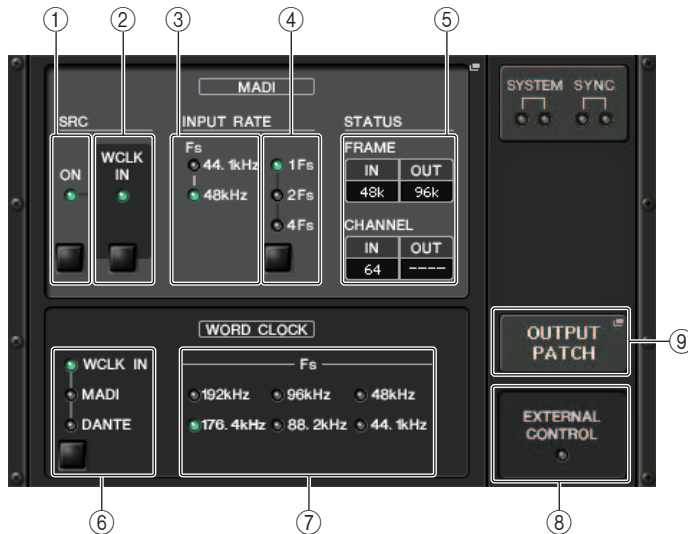 ① ② ③ ④ ⑤
MADI
SYSTEM SYNC
SRC
INPUT RATE
STATUS
ON
WCLK
IN
Fs
44.1kHz
48kHz
1Fs
2Fs
4Fs
FRAME
IN OUT
48k 96k
CHANNEL
IN OUT
64 ----
WORD CLOCK
WCLK IN
MADI
DANTE
Fs
192kHz 96kHz 48kHz
176.4kHz 88.2kHz 44.1kHz
OUTPUT
PATCH
⑨
EXTERNAL
CONTROL
⑥ ⑦ ⑧